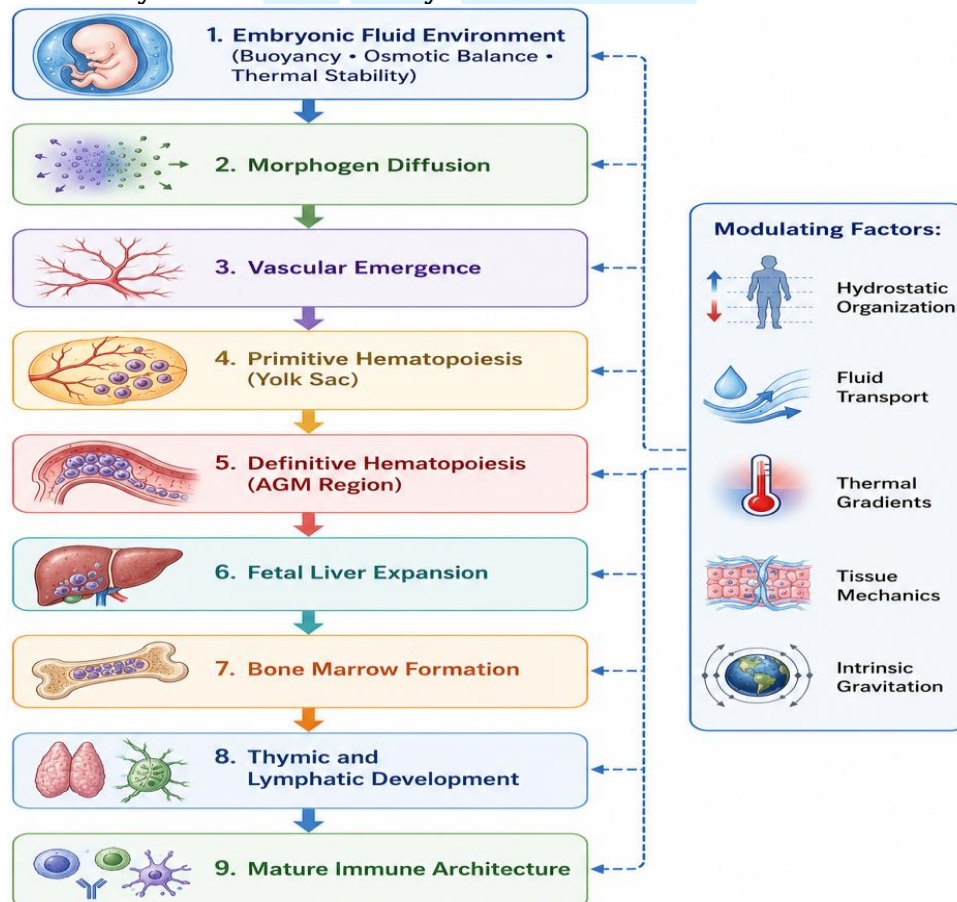 1. Embryonic Fluid Environment
(Buoyancy • Osmotic Balance •
Thermal Stability)
2. Morphogen Diffusion
3. Vascular Emergence
4. Primitive Hematopoiesis
(Yolk Sac)
5. Definitive Hematopoiesis
(AGM Region)
6. Fetal Liver Expansion
7. Bone Marrow Formation
8. Thymic and
Lymphatic Development
9. Mature Immune Architecture
Modulating Factors:
Hydrostatic
Organization
Fluid
Transport
Thermal
Gradients
Tissue
Mechanics
Intrinsic
Gravitation